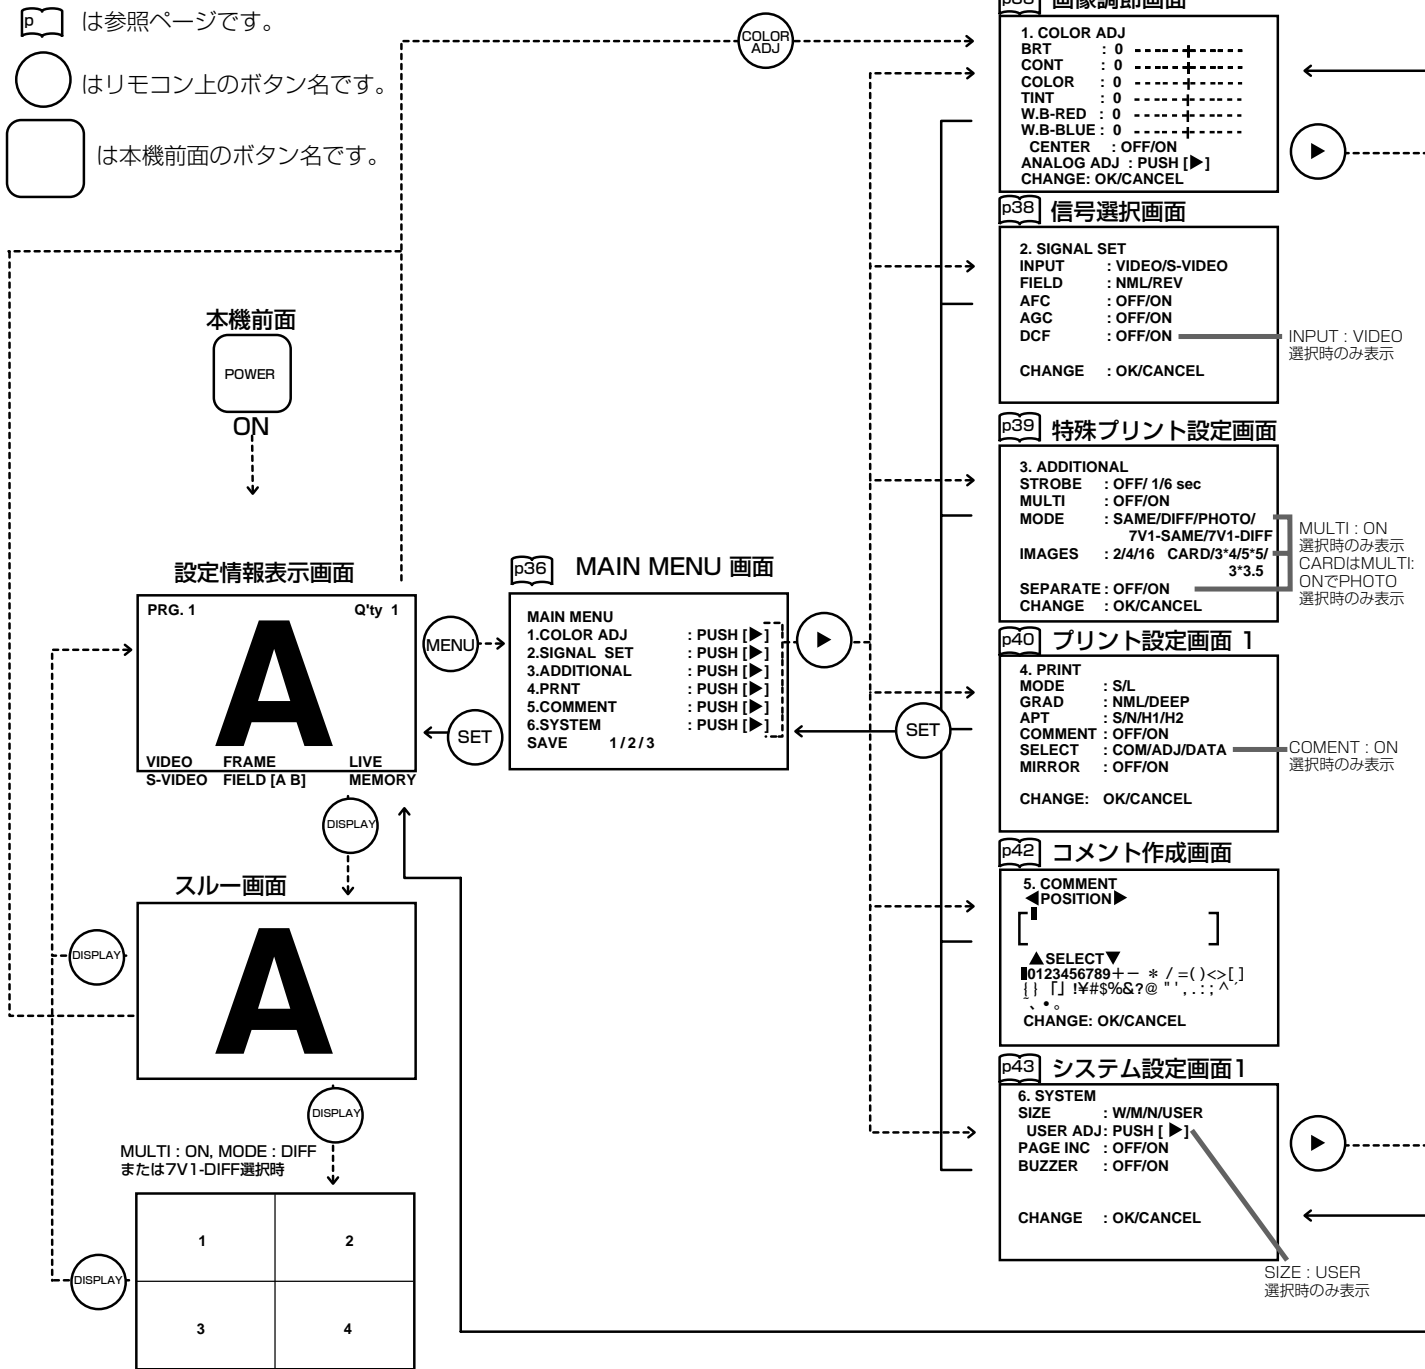 p は参照ページです。
はリモコン上のボタン名です。
は本機前面のボタン名です。
本機前面
POWER
ON
設定情報表示画面
PRG. 1 Q'ty 1
A
VIDEO FRAME LIVE
S-VIDEO FIELD [A B] MEMORY
DISPLAY
スルー画面
A
DISPLAY
DISPLAY
MULTI : ON, MODE : DIFF
または7V1-DIFF選択時
1 2
3 4
DISPLAY
MENU
SET
p36 MAIN MENU 画面
MAIN MENU
1.COLOR ADJ : PUSH [▶]
2.SIGNAL SET : PUSH [▶]
3.ADDITIONAL : PUSH [▶]
4.PRNT : PUSH [▶]
5.COMMENT : PUSH [▶]
6.SYSTEM : PUSH [▶]
SAVE 1 / 2 / 3
▶
SET
COLOR
ADJ
画像調節画面
1. COLOR ADJ
BRT : 0 -----+-----
CONT : 0 -----+-----
COLOR : 0 -----+-----
TINT : 0 -----+-----
W.B-RED : 0 -----+-----
W.B-BLUE : 0 -----+-----
CENTER : OFF/ON
ANALOG ADJ : PUSH [▶]
CHANGE: OK/CANCEL
▶
p38 信号選択画面
2. SIGNAL SET
INPUT : VIDEO/S-VIDEO
FIELD : NML/REV
AFC : OFF/ON
AGC : OFF/ON
DCF : OFF/ON
CHANGE : OK/CANCEL
INPUT : VIDEO
選択時のみ表示
p39 特殊プリント設定画面
3. ADDITIONAL
STROBE : OFF/ 1/6 sec
MULTI : OFF/ON
MODE : SAME/DIFF/PHOTO/
7V1-SAME/7V1-DIFF
IMAGES : 2/4/16 CARD/3*4/5*5/
3*3.5
SEPARATE : OFF/ON
CHANGE : OK/CANCEL
MULTI : ON
選択時のみ表示
CARDはMULTI:
ONでPHOTO
選択時のみ表示
p40 プリント設定画面 1
4. PRINT
MODE : S/L
GRAD : NML/DEEP
APT : S/N/H1/H2
COMMENT : OFF/ON
SELECT : COM/ADJ/DATA
MIRROR : OFF/ON
CHANGE: OK/CANCEL
COMENT : ON
選択時のみ表示
p42 コメント作成画面
5. COMMENT
◀POSITION▶
[ ]
▲SELECT▼
0123456789+− * / =()<>[ ]
{ } 「」 !¥#$%&?@ "' , . : ; ^ ´
~ 、 • 。
CHANGE: OK/CANCEL
p43 システム設定画面1
6. SYSTEM
SIZE : W/M/N/USER
USER ADJ: PUSH [ ▶]
PAGE INC : OFF/ON
BUZZER : OFF/ON
CHANGE : OK/CANCEL
▶
SIZE : USER
選択時のみ表示